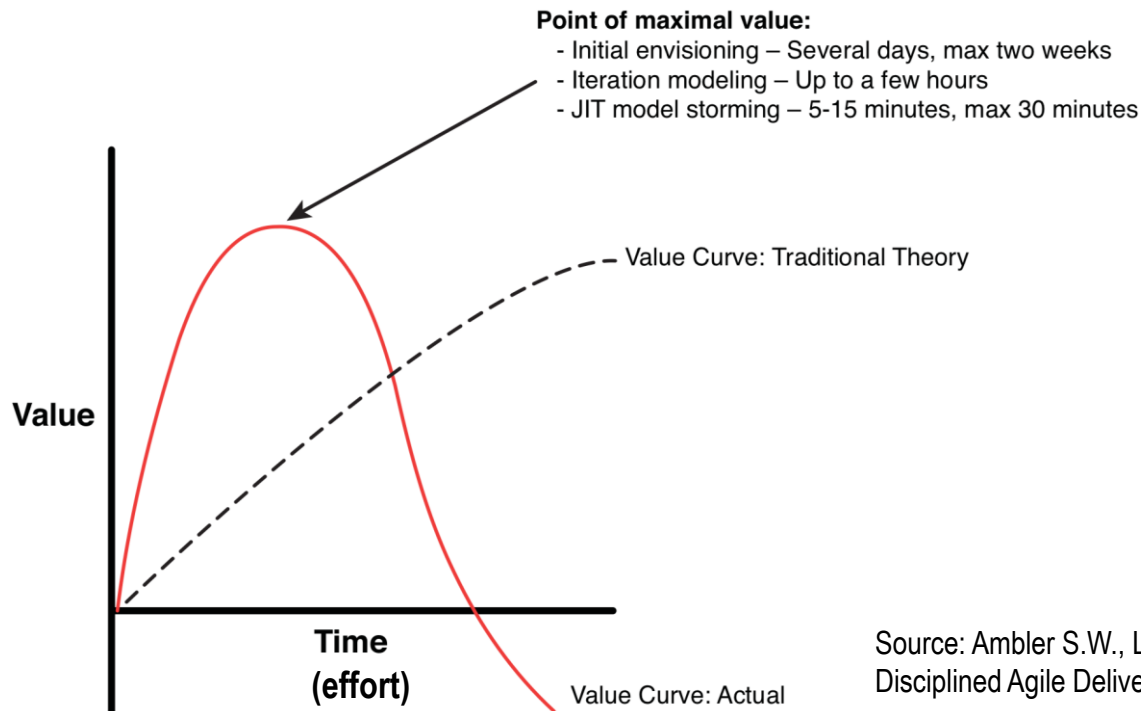 Point of maximal value:
- Initial envisioning – Several days, max two weeks
- Iteration modeling – Up to a few hours
- JIT model storming – 5-15 minutes, max 30 minutes
Value Curve: Traditional Theory
Value
Time
(effort)
Value Curve: Actual
Source: Ambler S.W.,
Disciplined Agile